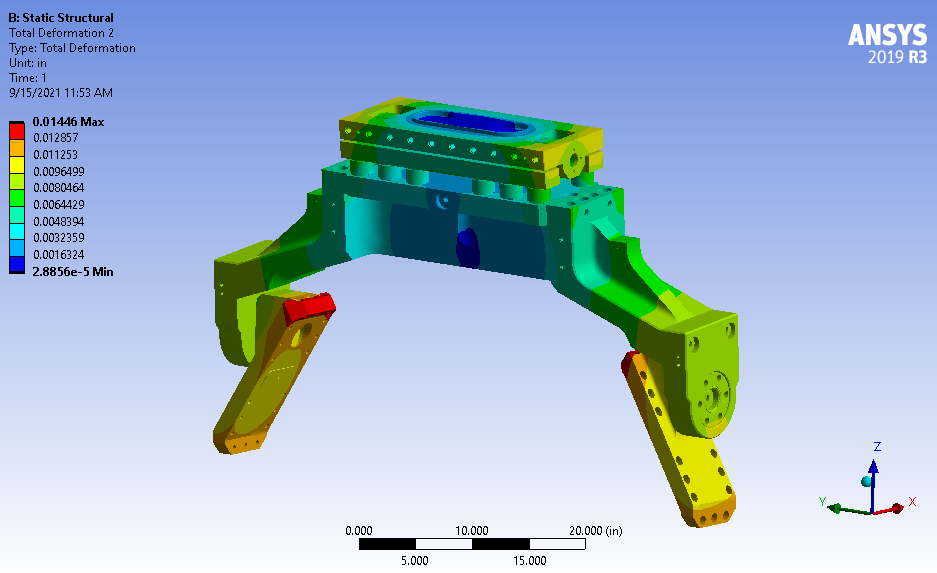 B: Static Structural
Total Deformation 2
Type: Total Deformation
Unit: in
Time: 1
9/15/2021 11:53 AM
ANSYS
2019 R3
0.01446 Max
0.012857
0.011253
0.0096499
0.0080464
0.0064429
0.0048394
0.0032359
0.0016324
2.8856e-5 Min
Z
Y
X
0.000 10.000 20.000 (in)
5.000 15.000